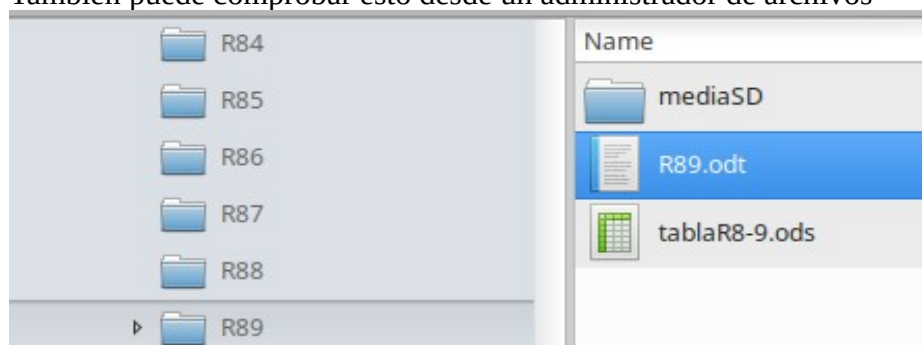 También puede comprobar esto desde un administrador de archivos
R84
R85
R86
R87
R88
R89
Name
mediaSD
R89.odt
tablaR8-9.ods